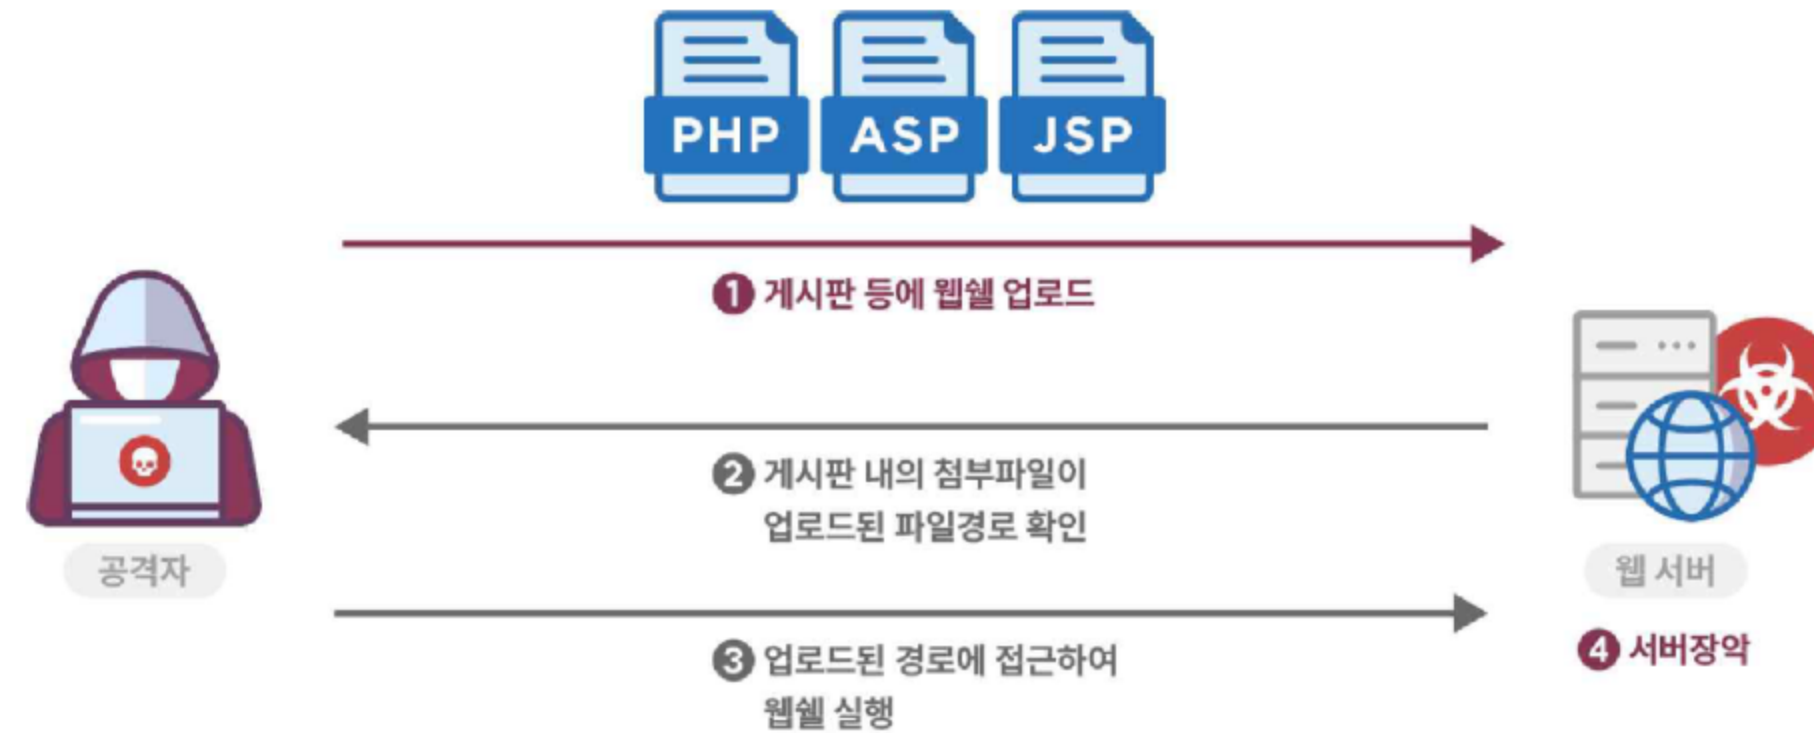 PHP ASP JSP
❶ 게시판 등에 웹쉘 업로드
❷ 게시판 내의 첨부파일이
업로드된 파일경로 확인
공격자
웹 서버
❸ 업로드된 경로에 접근하여
웹쉘 실행
❹ 서버장악